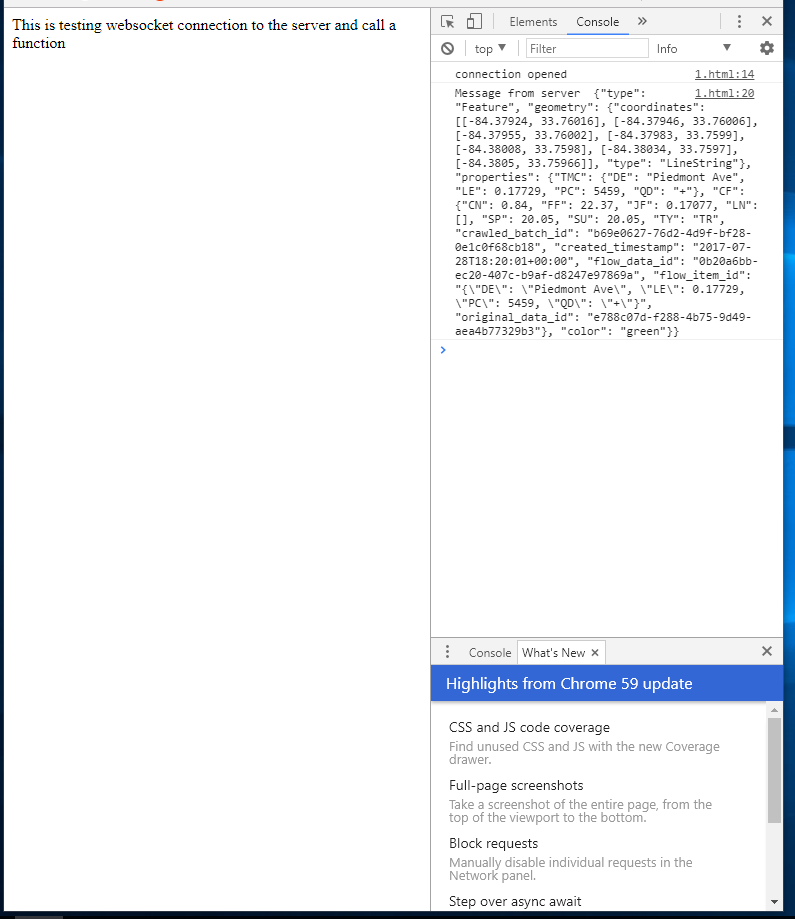 This is testing websocket connection to the server and call a
function
Elements Console »
top Filter Info
connection opened 1.html:14
Message from server {"type": 1.html:20
"Feature", "geometry": {"coordinates":
[[-84.37924, 33.76016], [-84.37946, 33.76006],
[-84.37955, 33.76002], [-84.37983, 33.7599],
[-84.38008, 33.7598], [-84.38034, 33.7597],
[-84.3805, 33.75966]], "type": "LineString"},
"properties": {"TMC": {"DE": "Piedmont Ave",
"LE": 0.17729, "PC": 5459, "QD": "+"}, "CF":
{"CN": 0.84, "FF": 22.37, "JF": 0.17077, "LN":
[], "SP": 20.05, "SU": 20.05, "TY": "TR",
"crawled_batch_id": "b69e0627-76d2-4d9f-bf28-
0e1c0f68cb18", "created_timestamp": "2017-07-
28T18:20:01+00:00", "flow_data_id": "0b20a6bb-
ec20-407c-b9af-d8247e97869a", "flow_item_id":
"{\"DE\": \"Piedmont Ave\", \"LE\": 0.17729,
\"PC\": 5459, \"QD\": \"+\"}",
"original_data_id": "e788c07d-f288-4b75-9d49-
aea4b77329b3"}, "color": "green"}}
Console What's New ×
Highlights from Chrome 59 update
CSS and JS code coverage
Find unused CSS and JS with the new Coverage
drawer.
Full-page screenshots
Take a screenshot of the entire page, from the
top of the viewport to the bottom.
Block requests
Manually disable individual requests in the
Network panel.
Step over async await